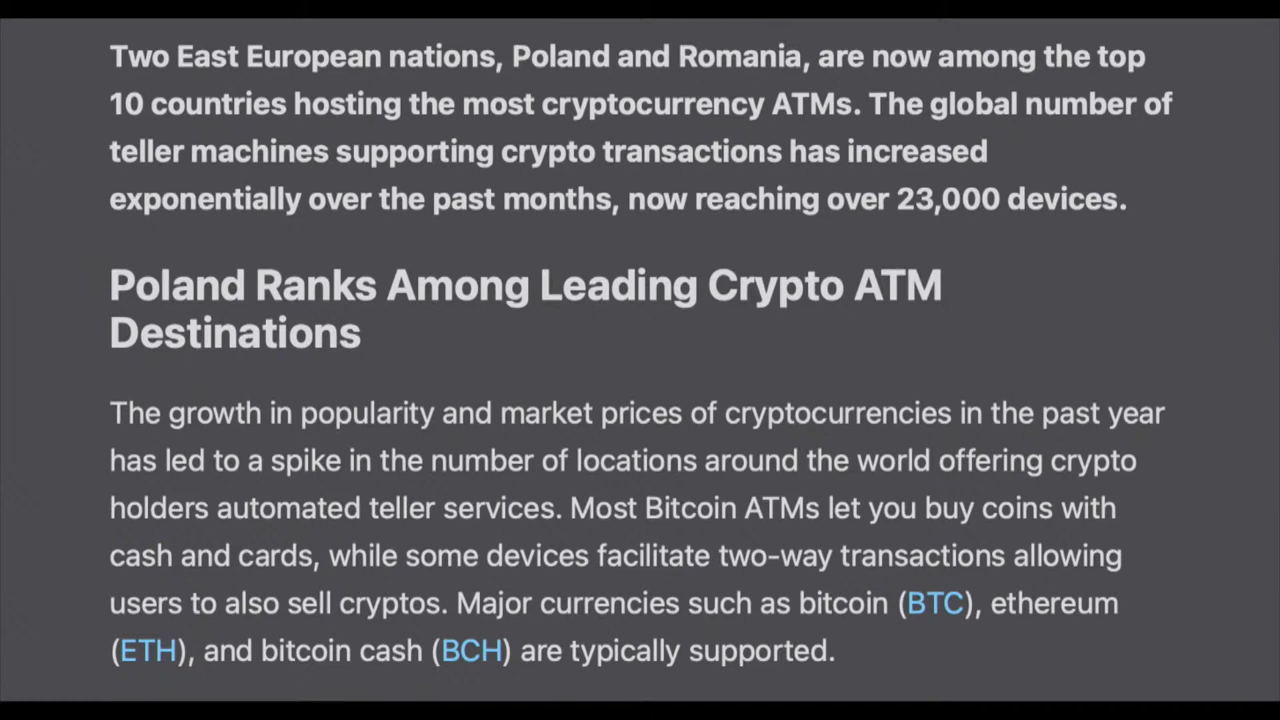 Two East European nations, Poland and Romania, are now among the top
10 countries hosting the most cryptocurrency ATMs. The global number of
teller machines supporting crypto transactions has increased
exponentially over the past months, now reaching over 23,000 devices.
Poland Ranks Among Leading Crypto ATM
Destinations
The growth in popularity and market prices of cryptocurrencies in the past year
has led to a spike in the number of locations around the world offering crypto
holders automated teller services. Most Bitcoin ATMs let you buy coins with
cash and cards, while some devices facilitate two-way transactions allowing
users to also sell cryptos. Major currencies such as bitcoin (BTC), ethereum
(ETH), and bitcoin cash (BCH) are typically supported.